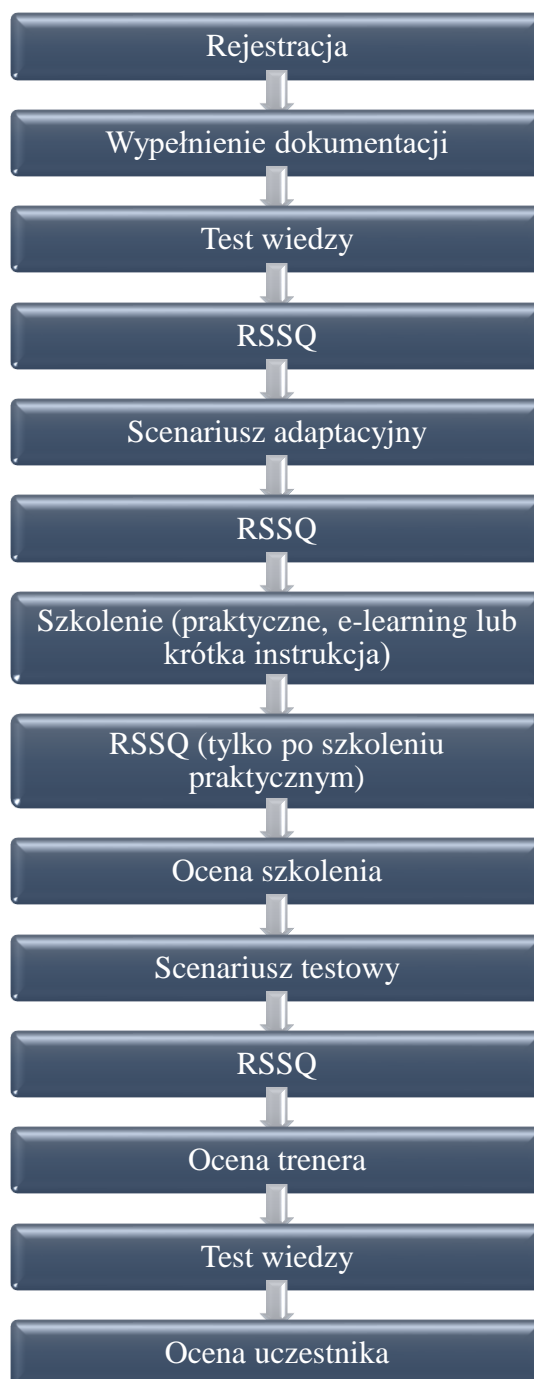 Rejestracja
Wypełnienie dokumentacji
Test wiedzy
RSSQ
Scenariusz adaptacyjny
RSSQ
Szkolenie (praktyczne, e-learning lub
krótka instrukcja)
RSSQ (tylko po szkoleniu
praktycznym)
Ocena szkolenia
Scenariusz testowy
RSSQ
Ocena trenera
Test wiedzy
Ocena uczestnika